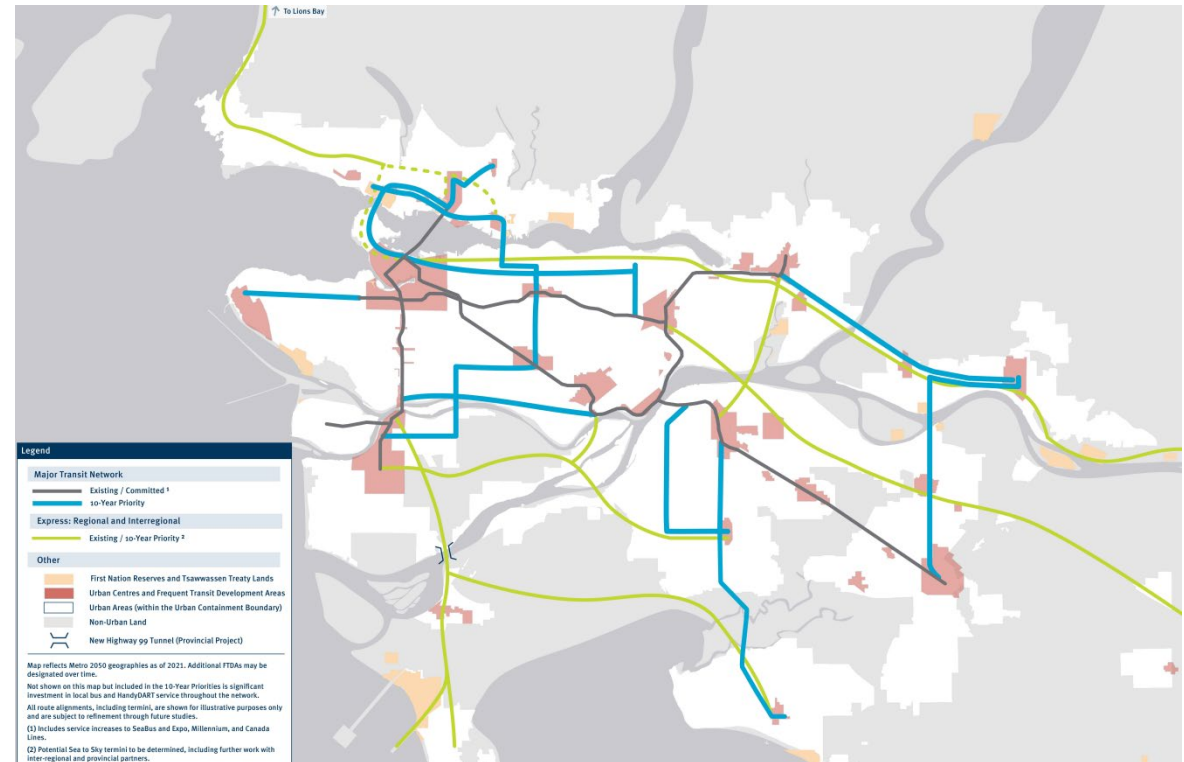 To Lions Bay
Legend
Major Transit Network
Existing / Committed ¹
10-Year Priority
Express: Regional and Interregional
Existing / 10-Year Priority ²
Other
First Nation Reserves and Tsawwassen Treaty Lands
Urban Centres and Frequent Transit Development Areas
Urban Areas (within the Urban Containment Boundary)
Non-Urban Land
New Highway 99 Tunnel (Provincial Project)
Map reflects Metro 2050 geographies as of 2021. Additional FTDAs may be
designated over time.
Not shown on this map but included in the 10-Year Priorities is significant
investment in local bus and HandyDART service throughout the network.
All route alignments, including termini, are shown for illustrative purposes only
and are subject to refinement through future studies.
(1) Includes service increases to SeaBus and Expo, Millennium, and Canada
Lines.
(2) Potential Sea to Sky termini to be determined, including further work with
inter-regional and provincial partners.